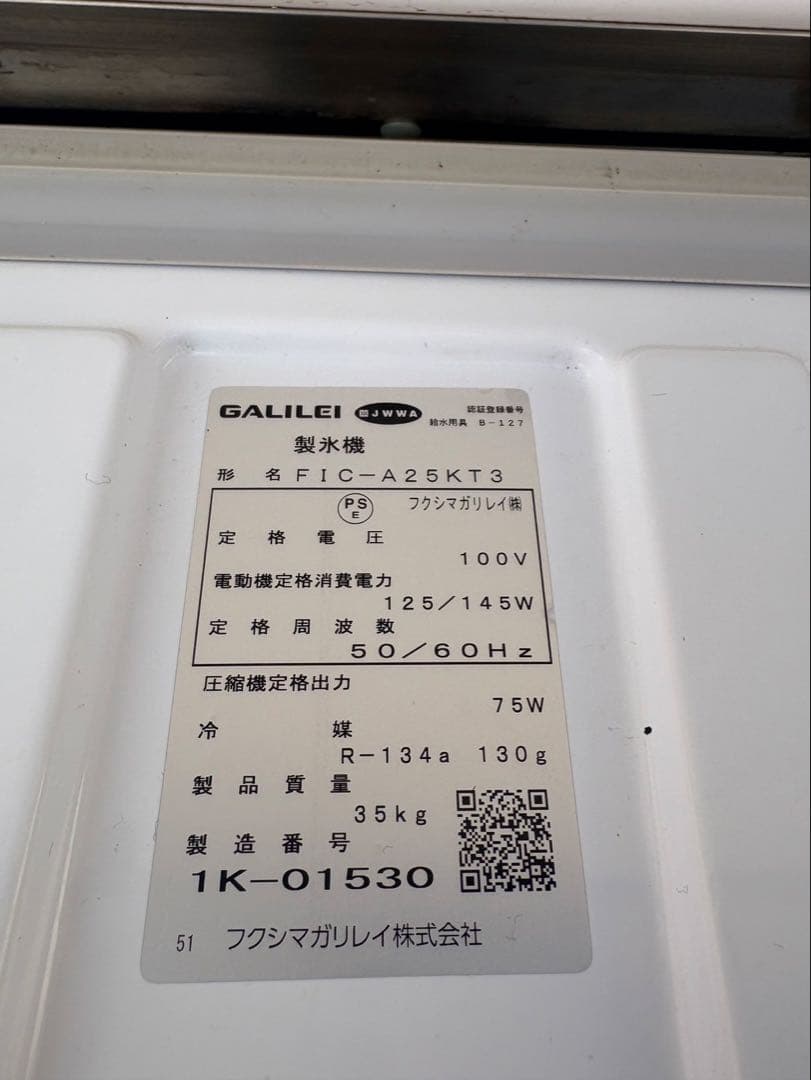 GALILEI JWWA 認証登録番号
給水用具 B-127
製氷機
形名 FIC-A25KT3
PS E フクシマガリレイ㈱
定格電圧
100V
電動機定格消費電力
125/145W
定格周波数
50/60Hz
圧縮機定格出力
75W
冷媒
R-134a 130g
製品質量
35kg
製造番号
1K-01530
51 フクシマガリレイ株式会社